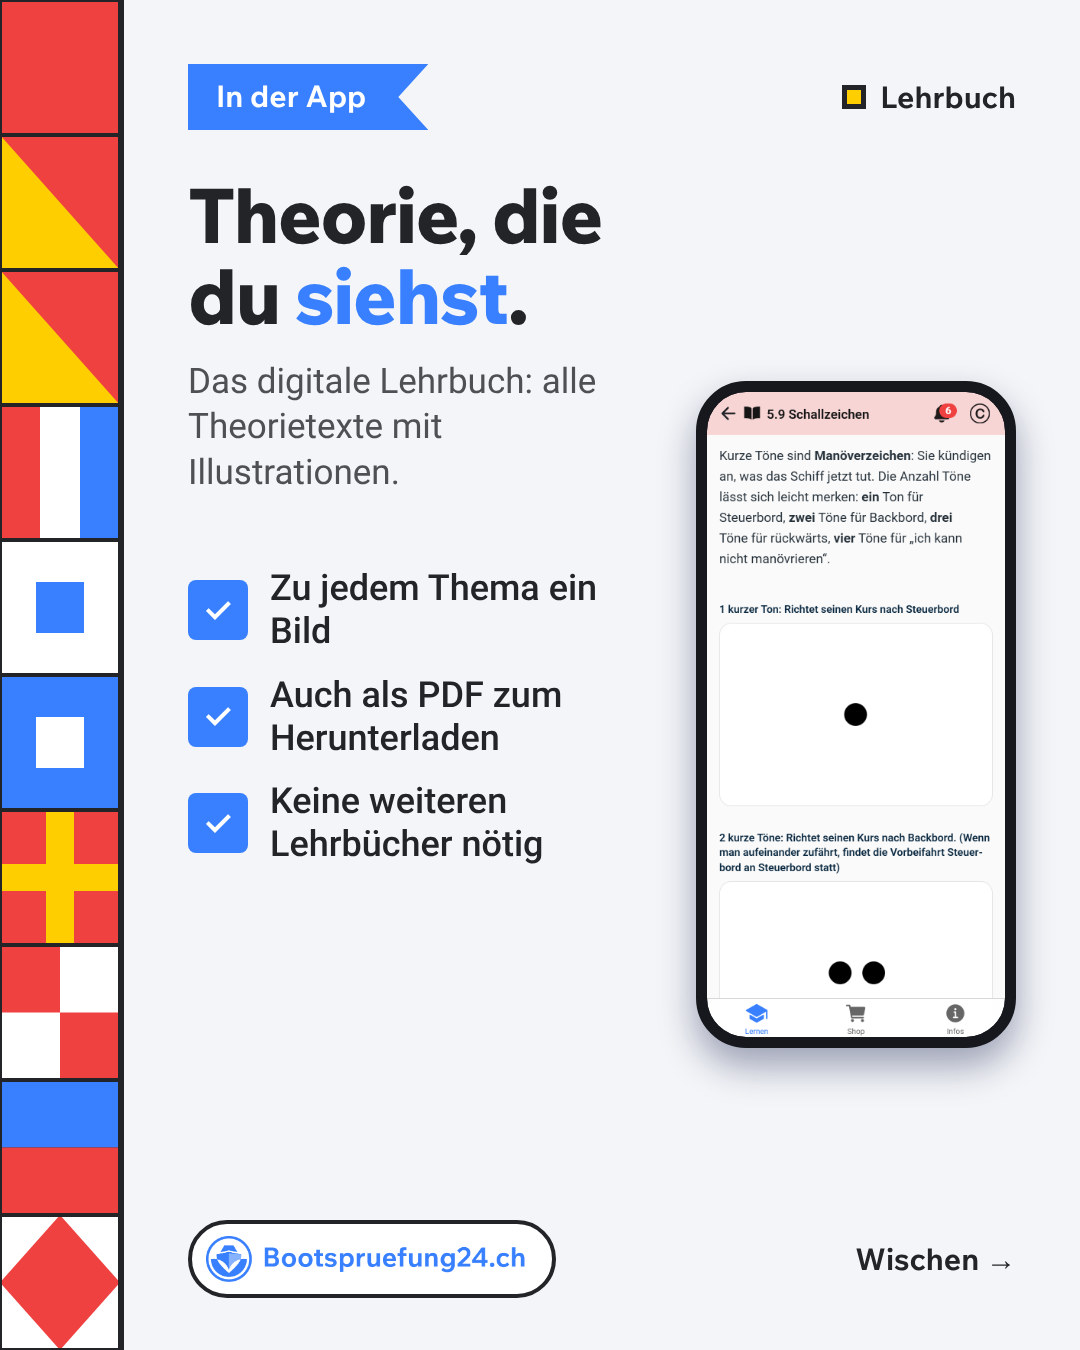 In der App
Lehrbuch
Theorie, die
du siehst.
Das digitale Lehrbuch: alle
Theorietexte mit
Illustrationen.
Zu jedem Thema ein
Bild
Auch als PDF zum
Herunterladen
Keine weiteren
Lehrbücher nötig
5.9 Schallzeichen
6
Kurze Töne sind Manöverzeichen: Sie kündigen
an, was das Schiff jetzt tut. Die Anzahl Töne
lässt sich leicht merken: ein Ton für
Steuerbord, zwei Töne für Backbord, drei
Töne für rückwärts, vier Töne für „ich kann
nicht manövrieren“.
1 kurzer Ton: Richtet seinen Kurs nach Steuerbord
2 kurze Töne: Richtet seinen Kurs nach Backbord. (Wenn
man aufeinander zufährt, findet die Vorbeifahrt Steuer-
bord an Steuerbord statt)
Lernen
Shop
Infos
Bootspruefung24.ch
Wischen →